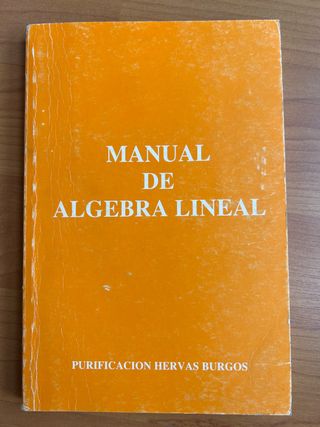 MANUAL
DE
ALGEBRA LINEAL
PURIFICACION HERVAS BURGOS